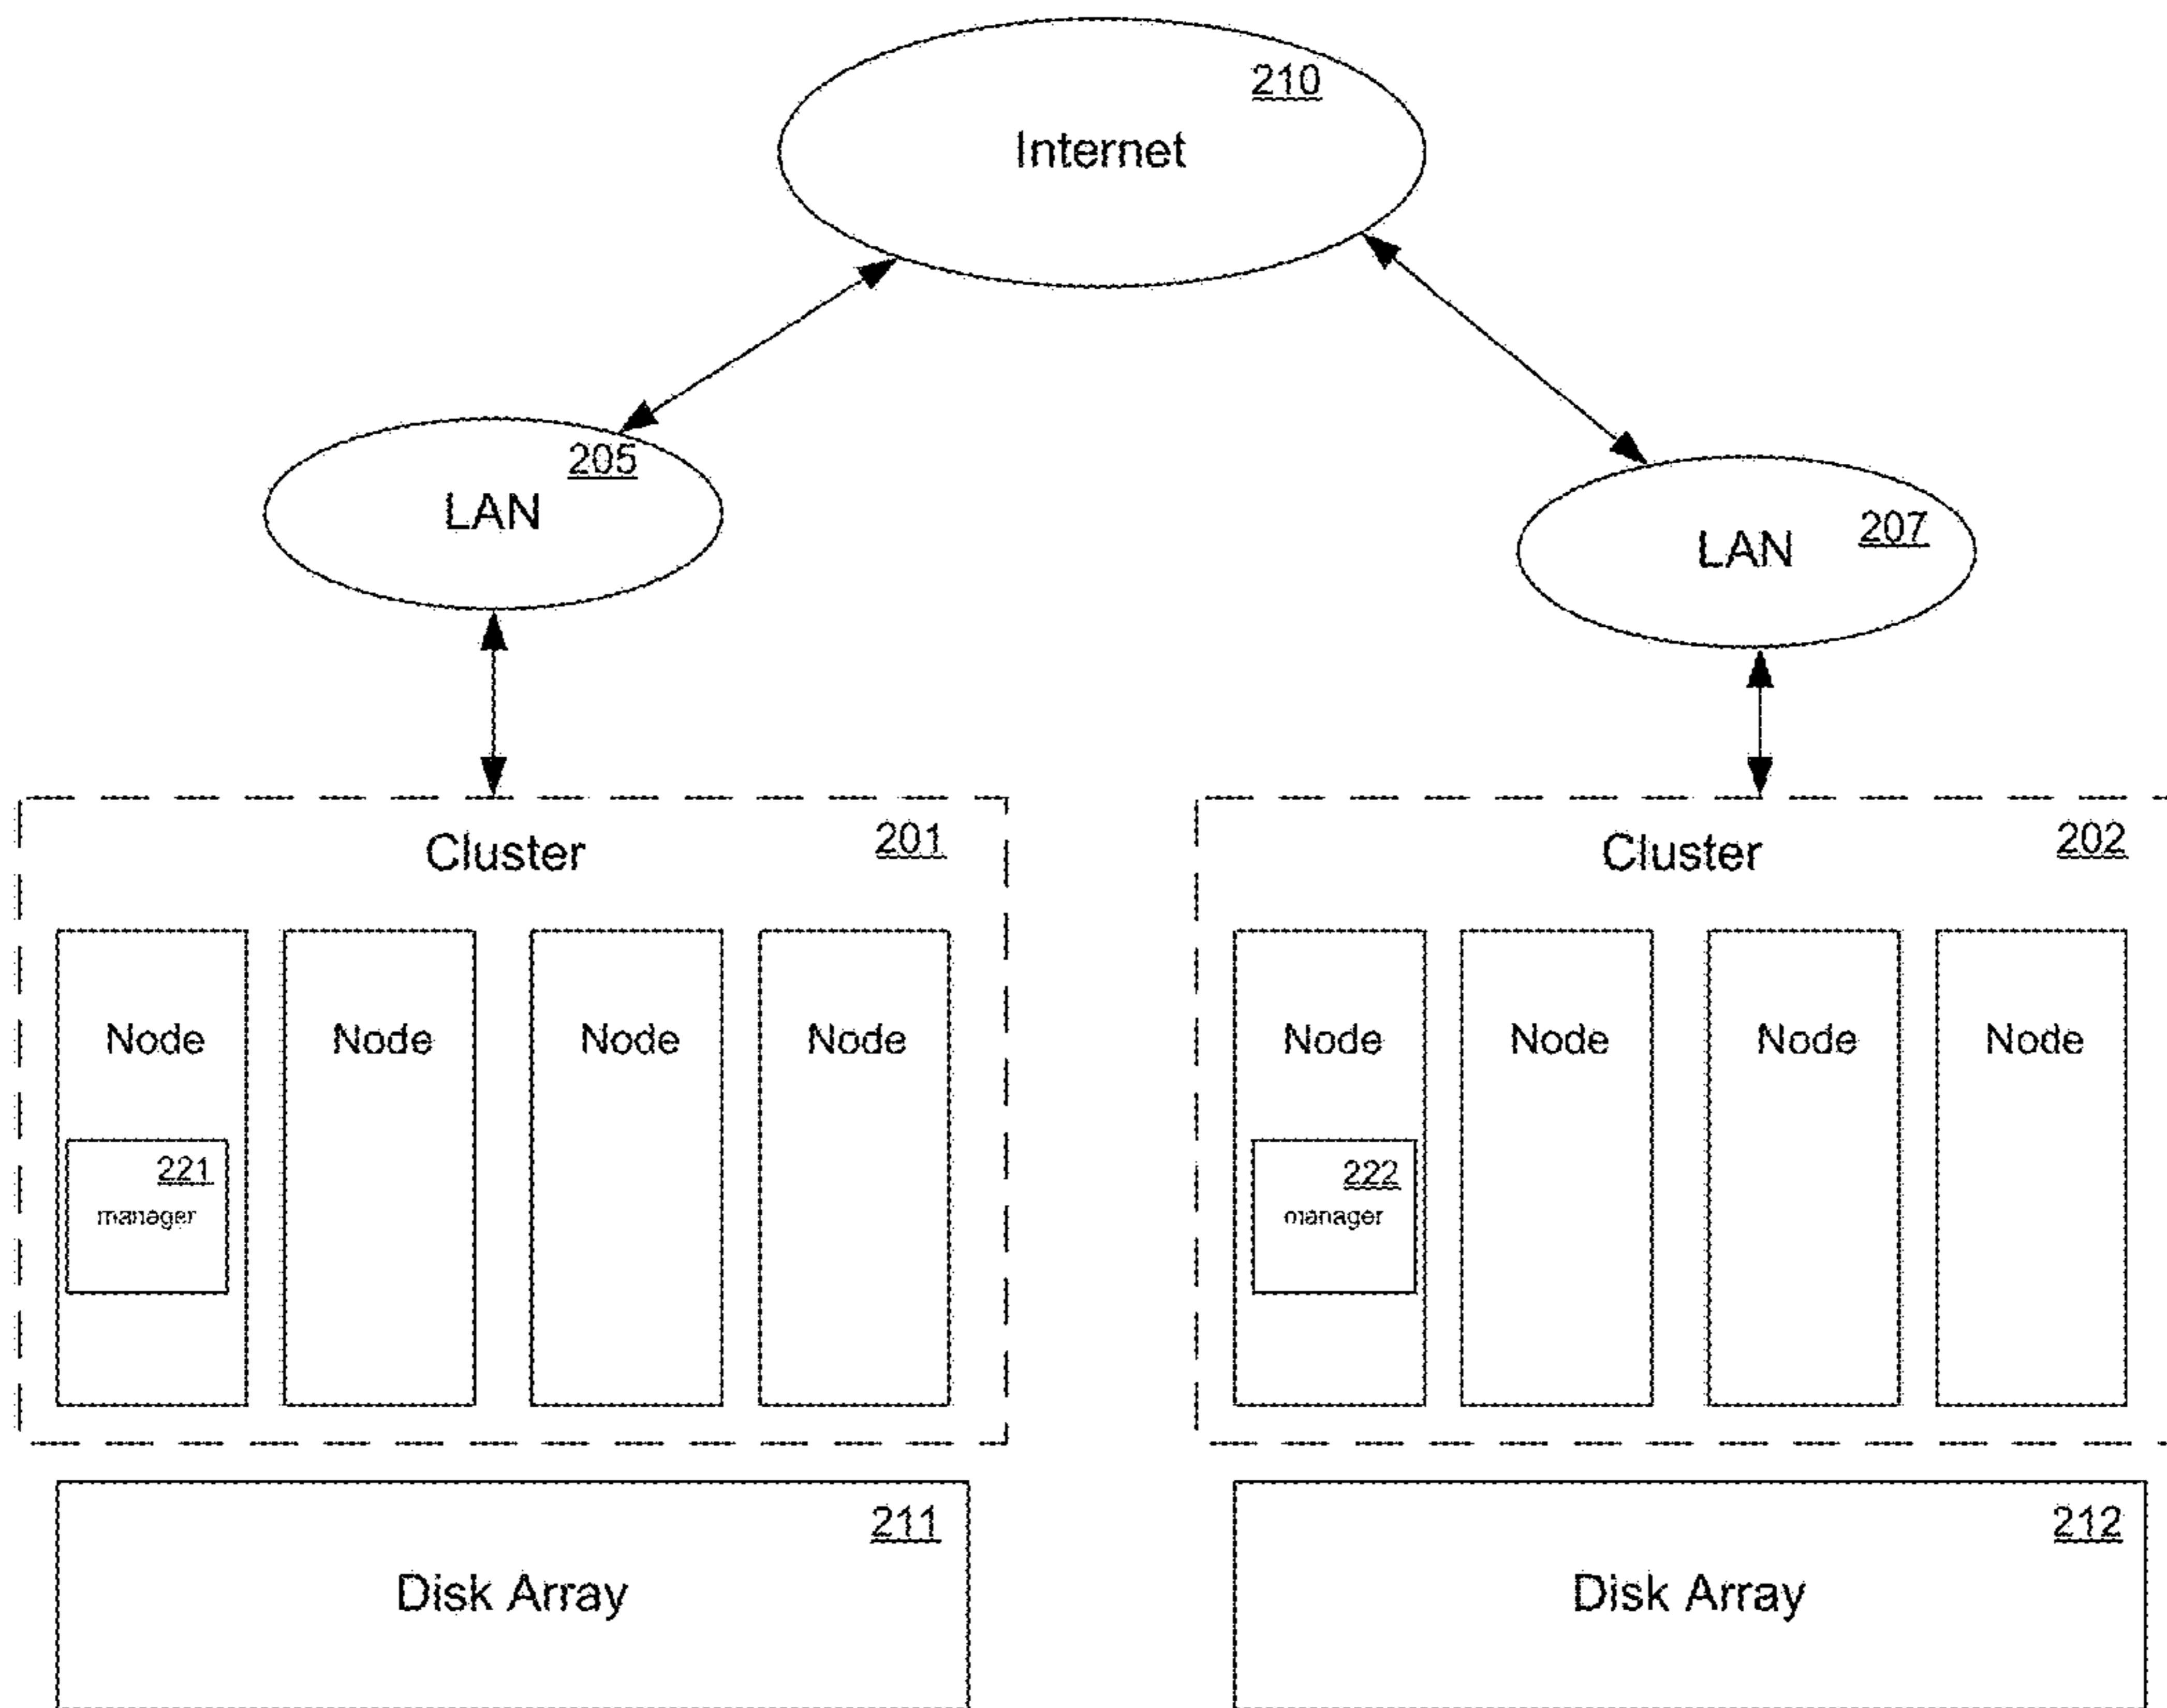 210
Internet
205
LAN
207
LAN
Cluster 201
Node Node Node Node
221
manager
Disk Array 211
Cluster 202
Node Node Node Node
222
manager
Disk Array 212